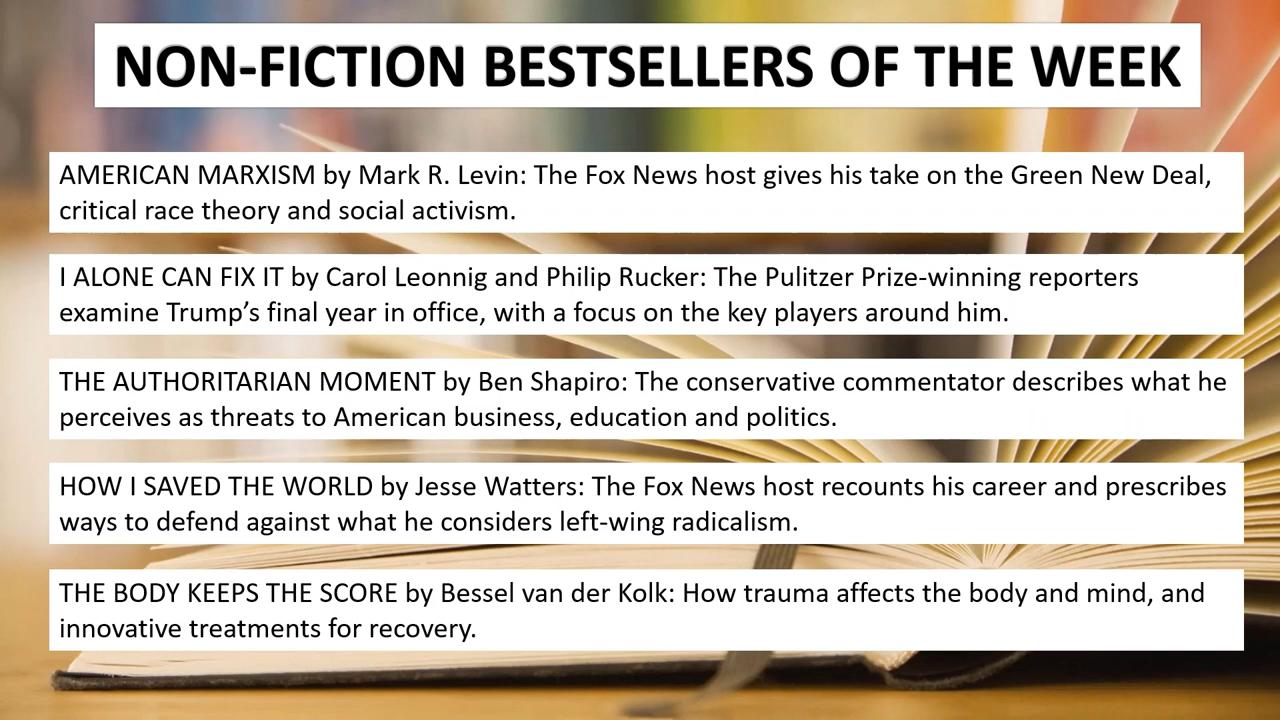 NON-FICTION BESTSELLERS OF THE WEEK
AMERICAN MARXISM by Mark R. Levin: The Fox News host gives his take on the Green New Deal,
critical race theory and social activism.
I ALONE CAN FIX IT by Carol Leonnig and Philip Rucker: The Pulitzer Prize-winning reporters
examine Trump’s final year in office, with a focus on the key players around him.
THE AUTHORITARIAN MOMENT by Ben Shapiro: The conservative commentator describes what he
perceives as threats to American business, education and politics.
HOW I SAVED THE WORLD by Jesse Watters: The Fox News host recounts his career and prescribes
ways to defend against what he considers left-wing radicalism.
THE BODY KEEPS THE SCORE by Bessel van der Kolk: How trauma affects the body and mind, and
innovative treatments for recovery.